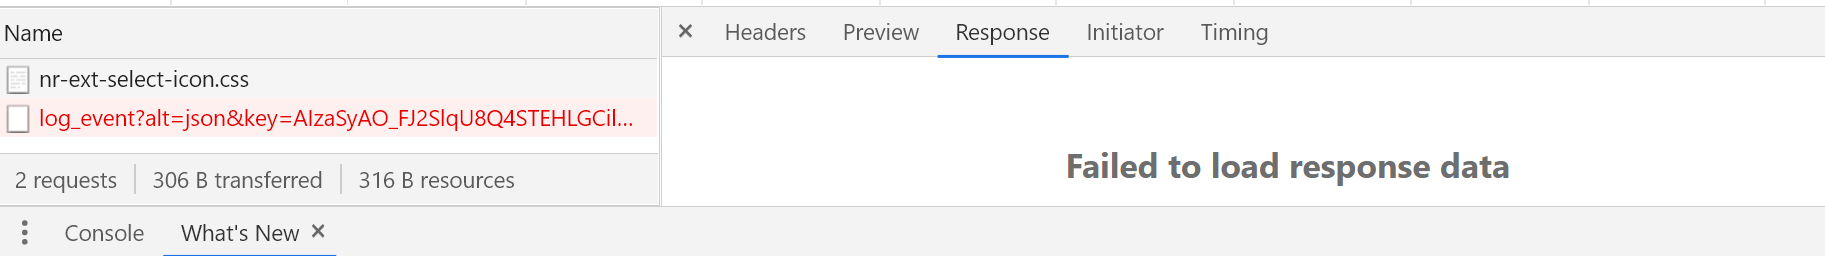 Name
nr-ext-select-icon.css
log_event?alt=json&key=AIzaSyAO_FJ2SlqU8Q4STEHLGCil...
2 requests 306 B transferred 316 B resources
× Headers Preview Response Initiator Timing
Failed to load response data
Console What's New ×